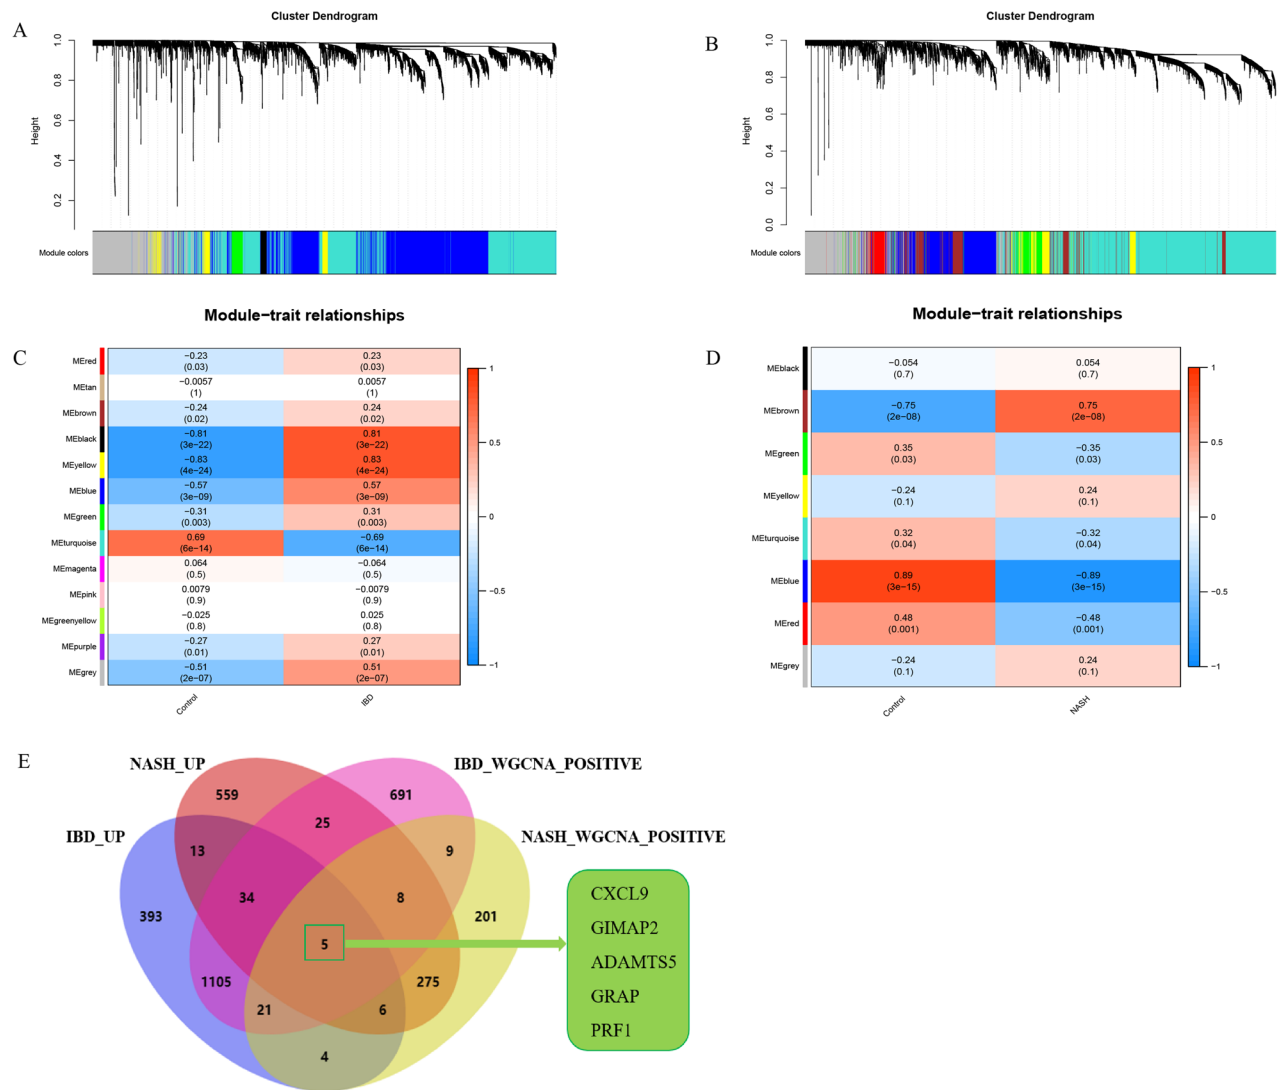 A
Cluster Dendrogram
Height
1.0
0.8
0.6
0.4
0.2
Module colors
B
Cluster Dendrogram
Height
1.0
0.8
0.6
0.4
0.2
0.0
Module colors
C
Module−trait relationships
MEred −0.23 0.23
(0.03) (0.03)
MEtan −0.0057 0.0057
(1) (1)
MEbrown −0.24 0.24
(0.02) (0.02)
MEblack −0.81 0.81
(3e−22) (3e−22)
MEyellow −0.83 0.83
(4e−24) (4e−24)
MEblue −0.57 0.57
(3e−09) (3e−09)
MEgreen −0.31 0.31
(0.003) (0.003)
MEturquoise 0.69 −0.69
(6e−14) (6e−14)
MEmagenta 0.064 −0.064
(0.5) (0.5)
MEpink 0.0079 −0.0079
(0.9) (0.9)
MEgreenyellow −0.025 0.025
(0.8) (0.8)
MEpurple −0.27 0.27
(0.01) (0.01)
MEgrey −0.51 0.51
(2e−07) (2e−07)
Control IBD
1
0.5
0
−0.5
−1
D
Module−trait relationships
MEblack −0.054 0.054
(0.7) (0.7)
MEbrown −0.75 0.75
(2e−08) (2e−08)
MEgreen 0.35 −0.35
(0.03) (0.03)
MEyellow −0.24 0.24
(0.1) (0.1)
MEturquoise 0.32 −0.32
(0.04) (0.04)
MEblue 0.89 −0.89
(3e−15) (3e−15)
MEred 0.48 −0.48
(0.001) (0.001)
MEgrey −0.24 0.24
(0.1) (0.1)
Control NASH
1
0.5
0
−0.5
−1
E
NASH_UP IBD_WGCNA_POSITIVE
IBD_UP NASH_WGCNA_POSITIVE
559 691
25
13 9
34 8
393 201
5
1105 275
21 6
4
CXCL9
GIMAP2
ADAMTS5
GRAP
PRF1